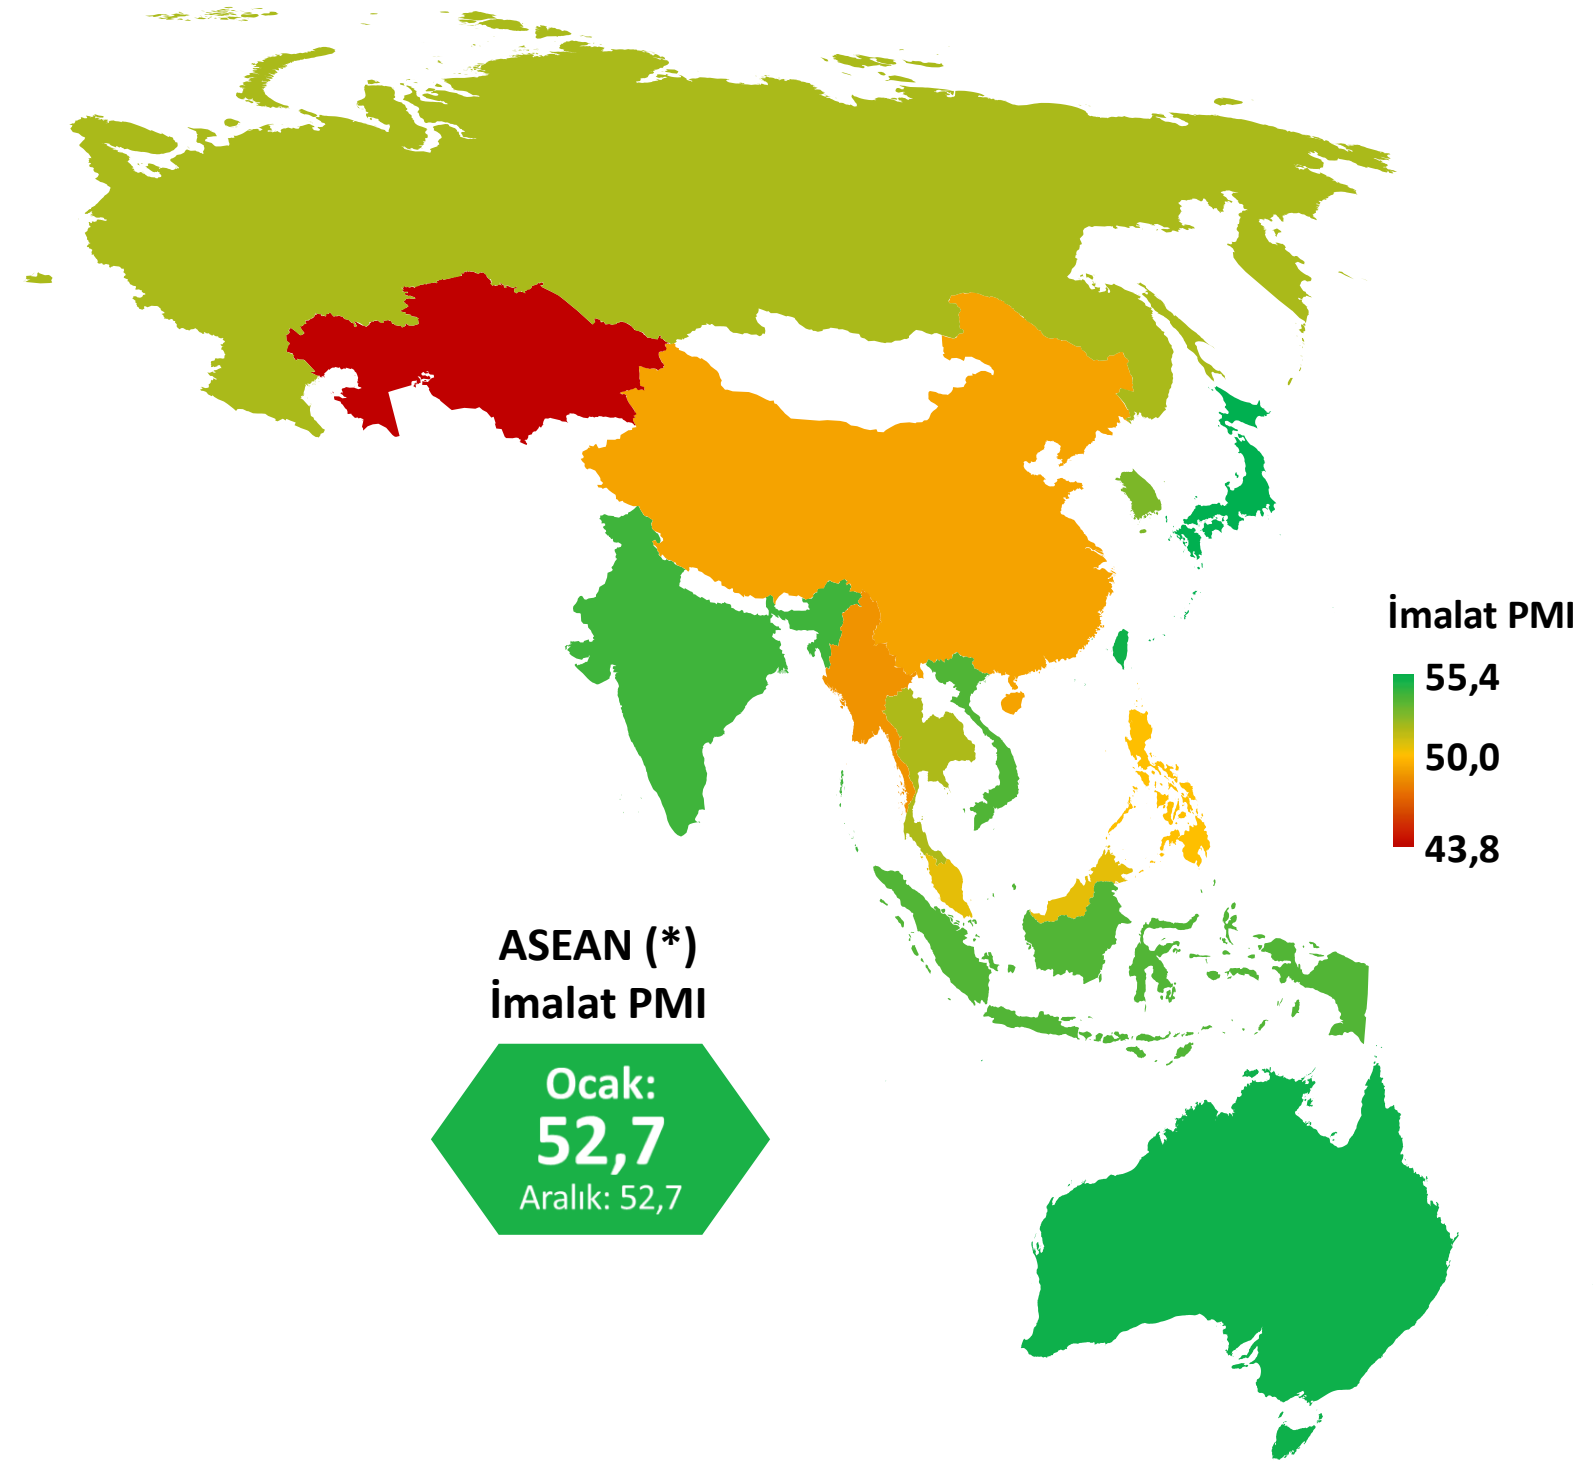 İmalat PMI
55,4
50,0
43,8
ASEAN (*)
İmalat PMI
Ocak:
52,7
Aralık: 52,7